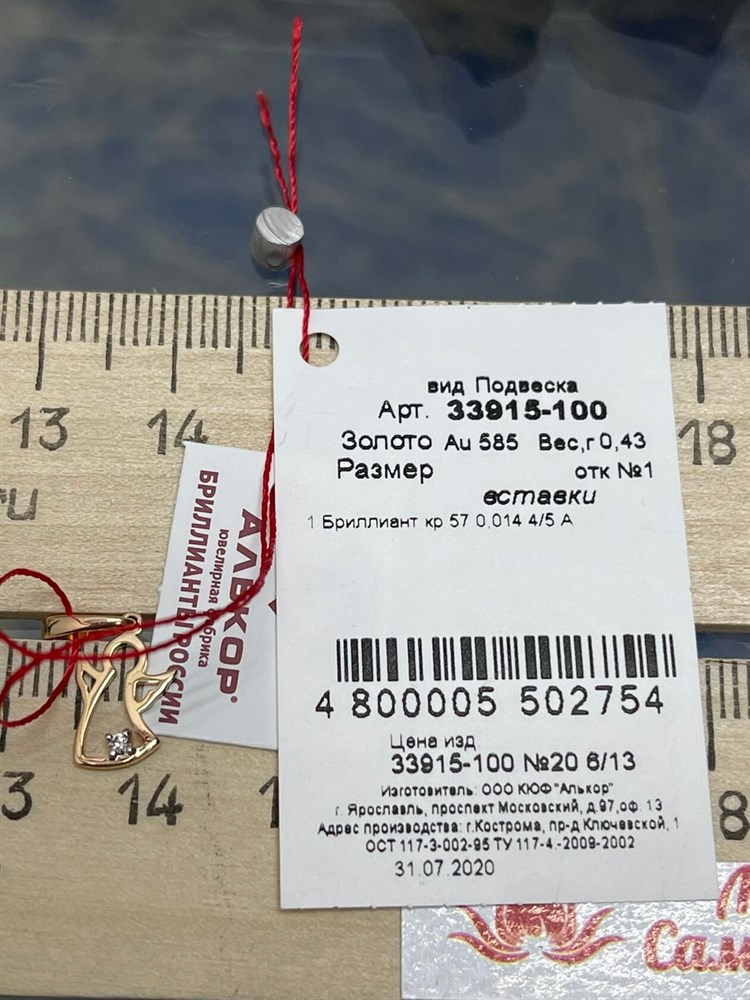 13
14
18
ru
вид Подвеска
Арт. 33915-100
Золото Au 585 Вес,г 0,43
Размер отк №1
вставки
1 Бриллиант кр 57 0,014 4/5 А
4 800005 502754
Цена изд.
33915-100 №20 6/13
Изготовитель: ООО КЮФ "Алькор"
г. Ярославль, проспект Московский, д.97,оф. 13
Адрес производства: г.Кострома, пр-д Ключевской, 1
ОСТ 117-3-002-95 ТУ 117-4.-2009-2002
31.07.2020
АЛЬКОР®
ювелирная фабрика
БРИЛЛИАНТЫ РОССИИ
3
14
1
8